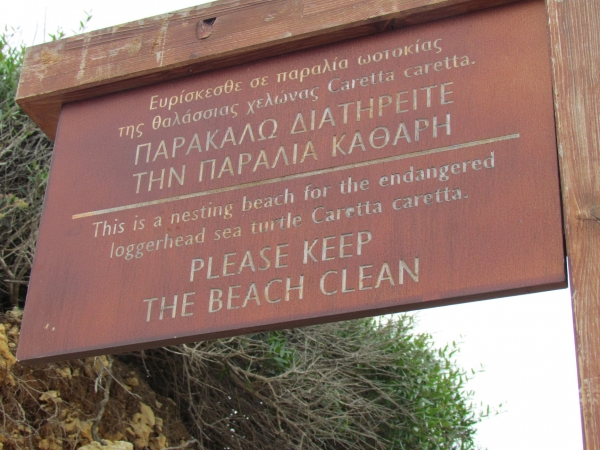 Ευρίσκεσθε σε παραλία ωοτοκίας
της θαλάσσιας χελώνας Caretta caretta.
ΠΑΡΑΚΑΛΩ ΔΙΑΤΗΡΕΙΤΕ
ΤΗΝ ΠΑΡΑΛΙΑ ΚΑΘΑΡΗ
This is a nesting beach for the endangered
loggerhead sea turtle Caretta caretta.
PLEASE KEEP
THE BEACH CLEAN